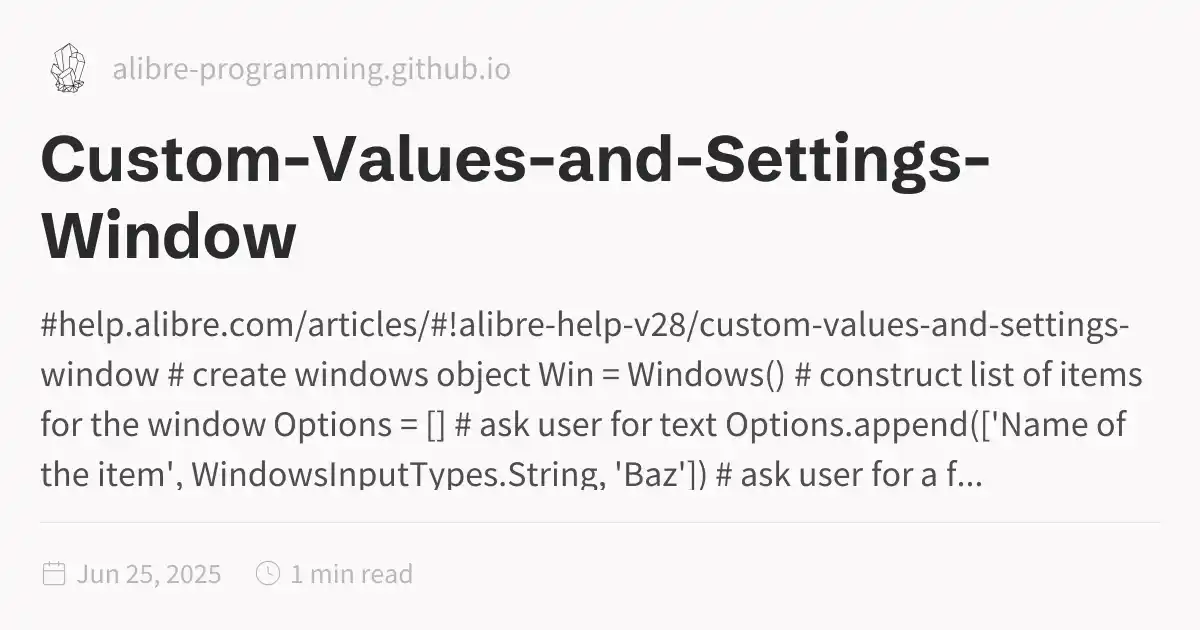 alibre-programming.github.io
Custom-Values-and-Settings-
Window
#help.alibre.com/articles/#!alibre-help-v28/custom-values-and-settings-
window # create windows object Win = Windows() # construct list of items
for the window Options = [] # ask user for text Options.append(['Name of
the item', WindowsInputTypes.String, 'Baz']) # ask user for a f...
Jun 25, 2025 1 min read